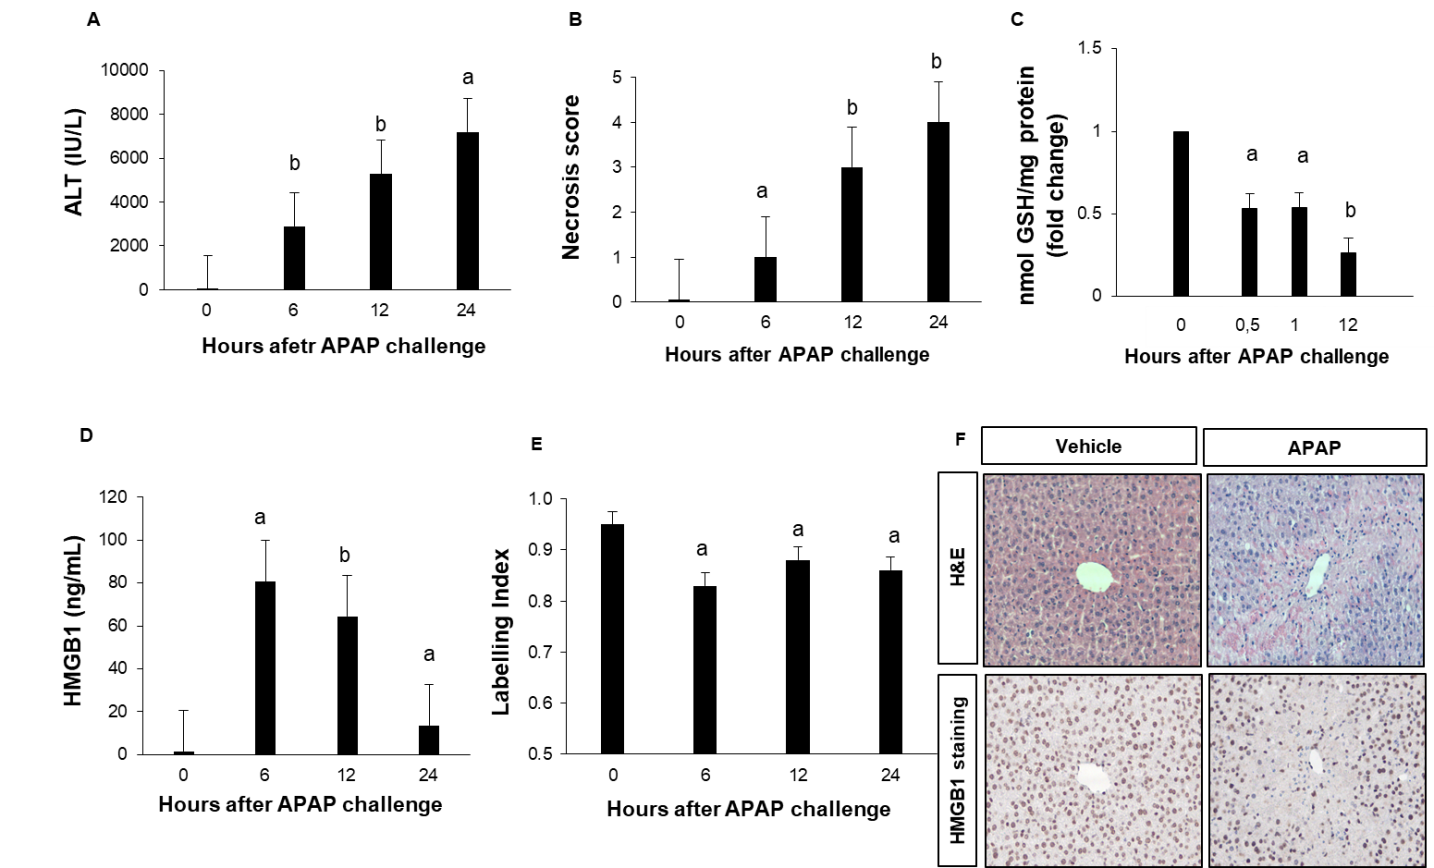 A
ALT (IU/L)
10000
8000
6000
4000
2000
0
b
b
a
0 6 12 24
Hours afetr APAP challenge
B
Necrosis score
5
4
3
2
1
0
a
b
b
0 6 12 24
Hours after APAP challenge
C
nmol GSH/mg protein
(fold change)
1.5
1
0.5
0
a
a
b
0 0,5 1 12
Hours after APAP challenge
D
HMGB1 (ng/mL)
120
100
80
60
40
20
0
a
b
a
0 6 12 24
Hours after APAP challenge
E
Labelling Index
1.0
0.9
0.8
0.7
0.6
0.5
a
a
a
0 6 12 24
Hours after APAP challenge
F
Vehicle
APAP
H&E
HMGB1 staining